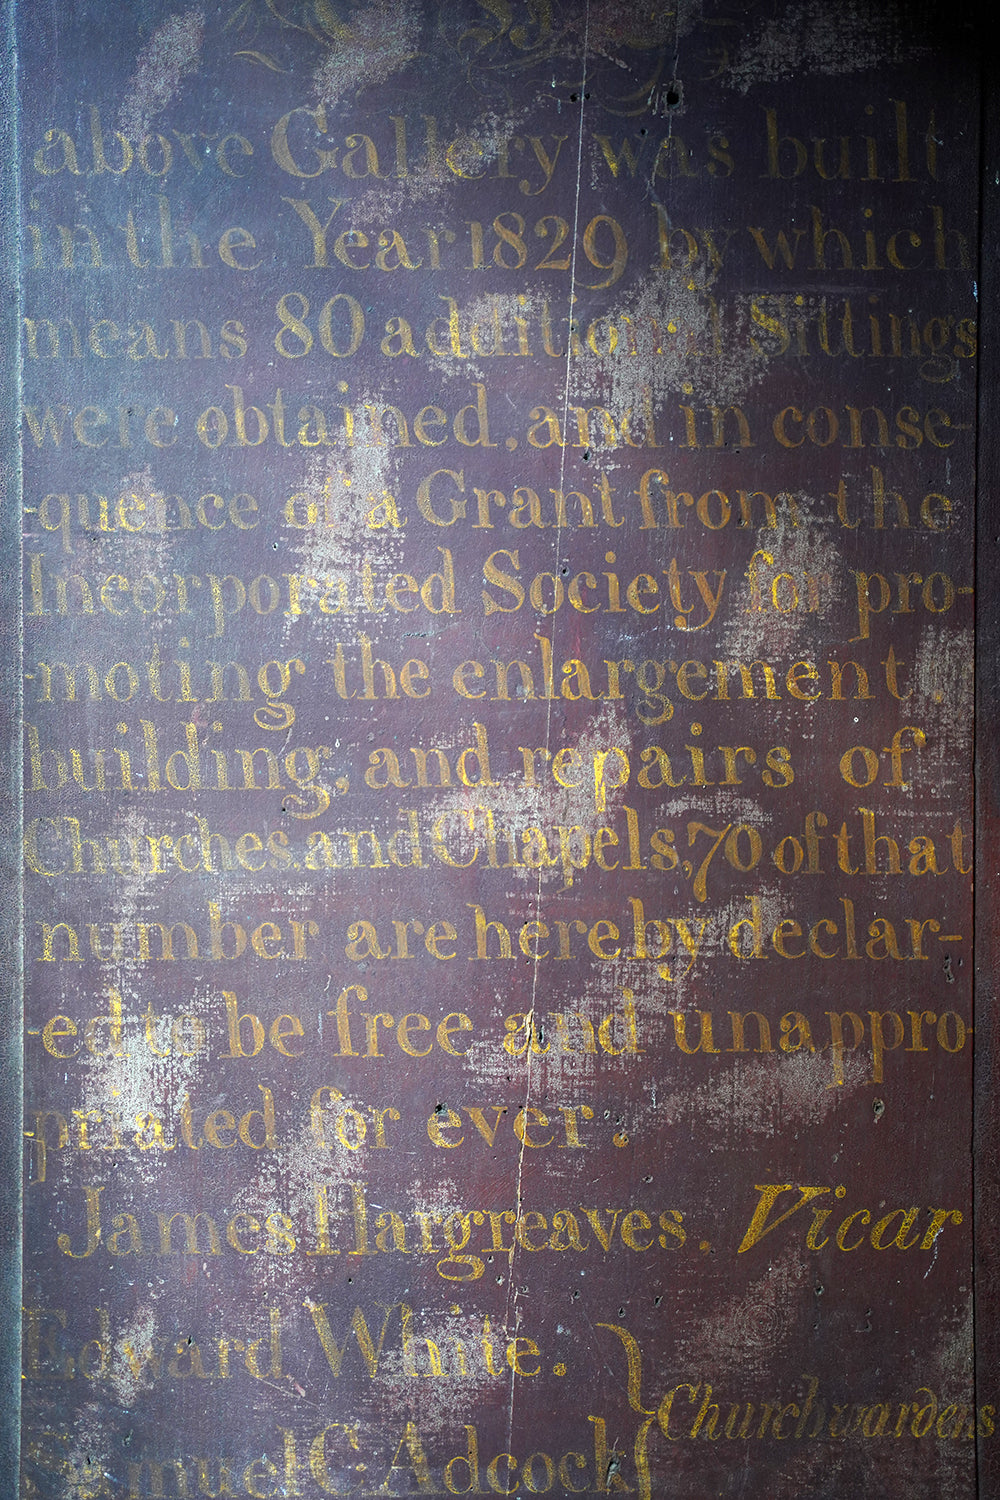 above Gallery was built
in the Year 1829 by which
means 80 additional Sittings
were obtained, and in conse-
-quence of a Grant from the
Incorporated Society for pro-
-moting the enlargement,
building, and repairs of
Churches, and Chapels, 70 of that
number are hereby declar-
-ed to be free and unappro-
-priated for ever.
James Hargreaves. Vicar
Edward White. }
Samuel C. Adcock { Churchwardens